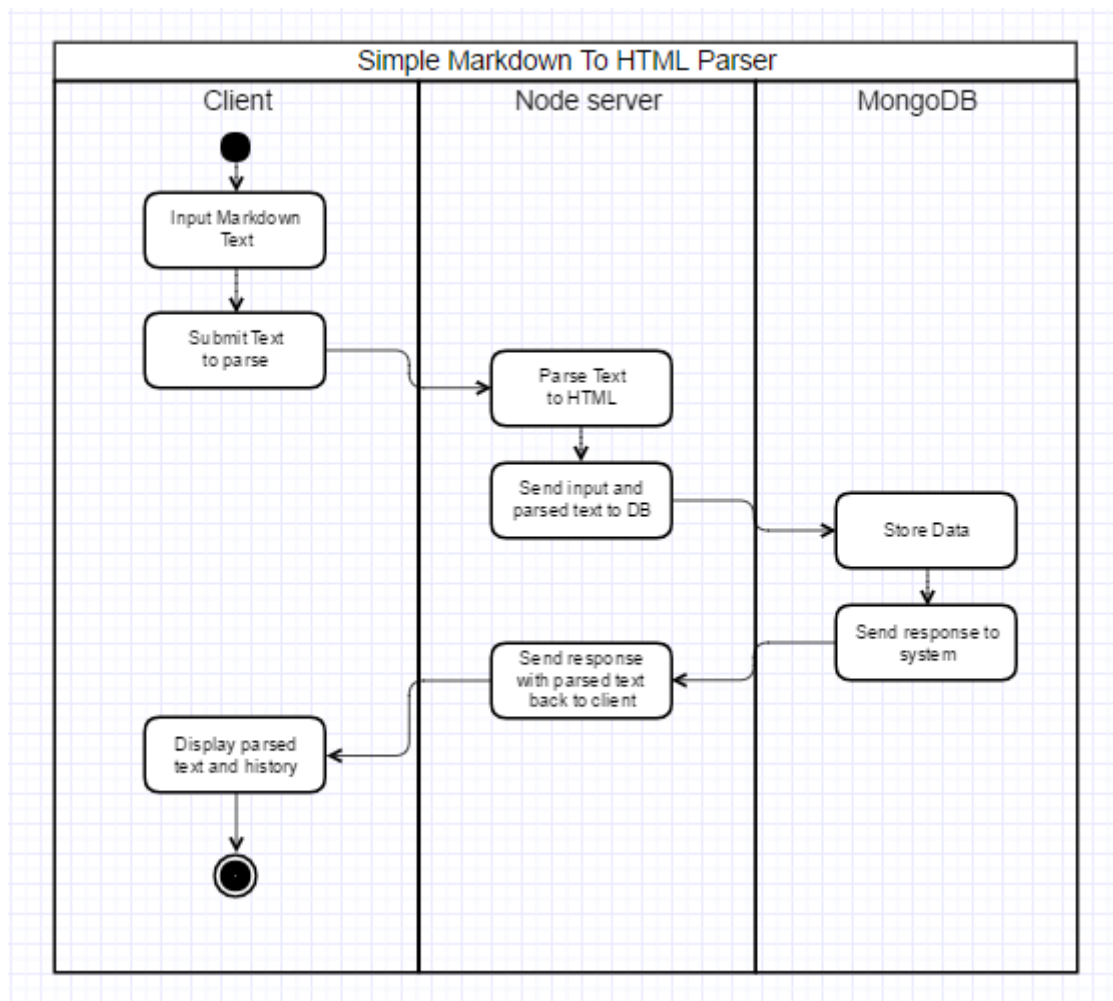 Simple Markdown To HTML Parser
Client
Node server
MongoDB
Input Markdown
Text
Submit Text
to parse
Parse Text
to HTML
Send input and
parsed text to DB
Store Data
Send response to
system
Send response
with parsed text
back to client
Display parsed
text and history